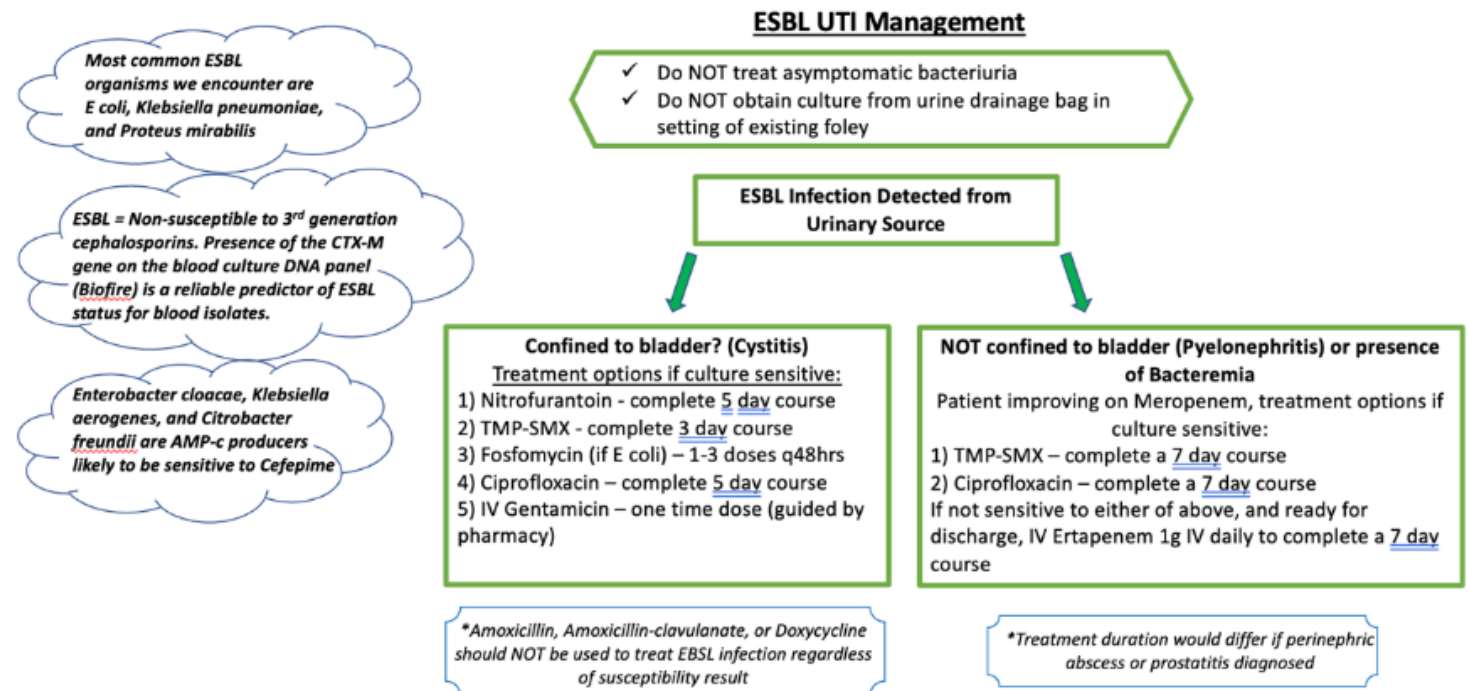 ESBL UTI Management
✓ Do NOT treat asymptomatic bacteriuria
✓ Do NOT obtain culture from urine drainage bag in
setting of existing foley
Most common ESBL
organisms we encounter are
E coli, Klebsiella pneumoniae,
and Proteus mirabilis
ESBL = Non-susceptible to 3rd generation
cephalosporins. Presence of the CTX-M
gene on the blood culture DNA panel
(Biofire) is a reliable predictor of ESBL
status for blood isolates.
Enterobacter cloacae, Klebsiella
aerogenes, and Citrobacter
freundii are AMP-c producers
likely to be sensitive to Cefepime
ESBL Infection Detected from
Urinary Source
Confined to bladder? (Cystitis)
Treatment options if culture sensitive:
1) Nitrofurantoin - complete 5 day course
2) TMP-SMX - complete 3 day course
3) Fosfomycin (if E coli) – 1-3 doses q48hrs
4) Ciprofloxacin – complete 5 day course
5) IV Gentamicin – one time dose (guided by
pharmacy)
NOT confined to bladder (Pyelonephritis) or presence
of Bacteremia
Patient improving on Meropenem, treatment options if
culture sensitive:
1) TMP-SMX – complete a 7 day course
2) Ciprofloxacin – complete a 7 day course
If not sensitive to either of above, and ready for
discharge, IV Ertapenem 1g IV daily to complete a 7 day
course
*Amoxicillin, Amoxicillin-clavulanate, or Doxycycline
should NOT be used to treat EBSL infection regardless
of susceptibility result
*Treatment duration would differ if perinephric
abscess or prostatitis diagnosed